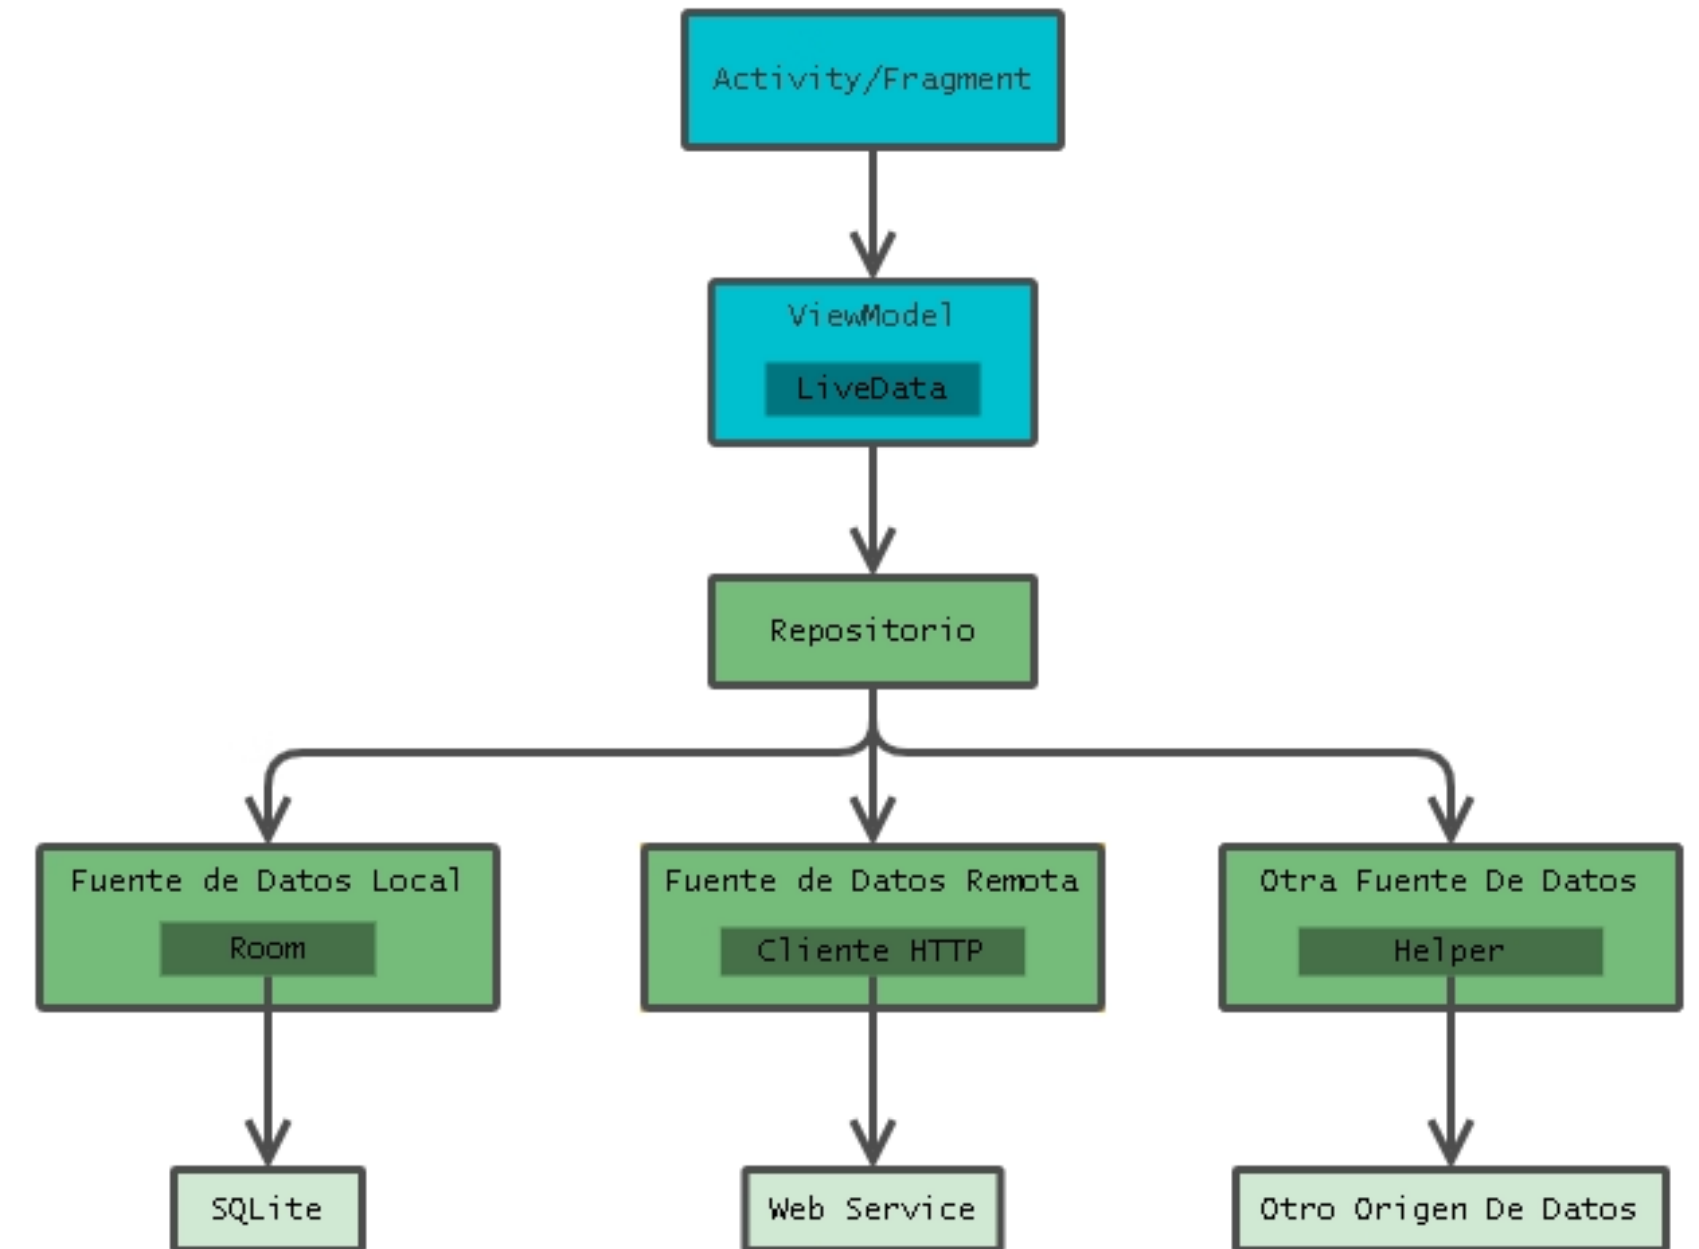 Activity/Fragment
ViewModel
LiveData
Repositorio
Fuente de Datos Local
Room
Fuente de Datos Remota
Cliente HTTP
Otra Fuente De Datos
Helper
SQLite
Web Service
Otro Origen De Datos